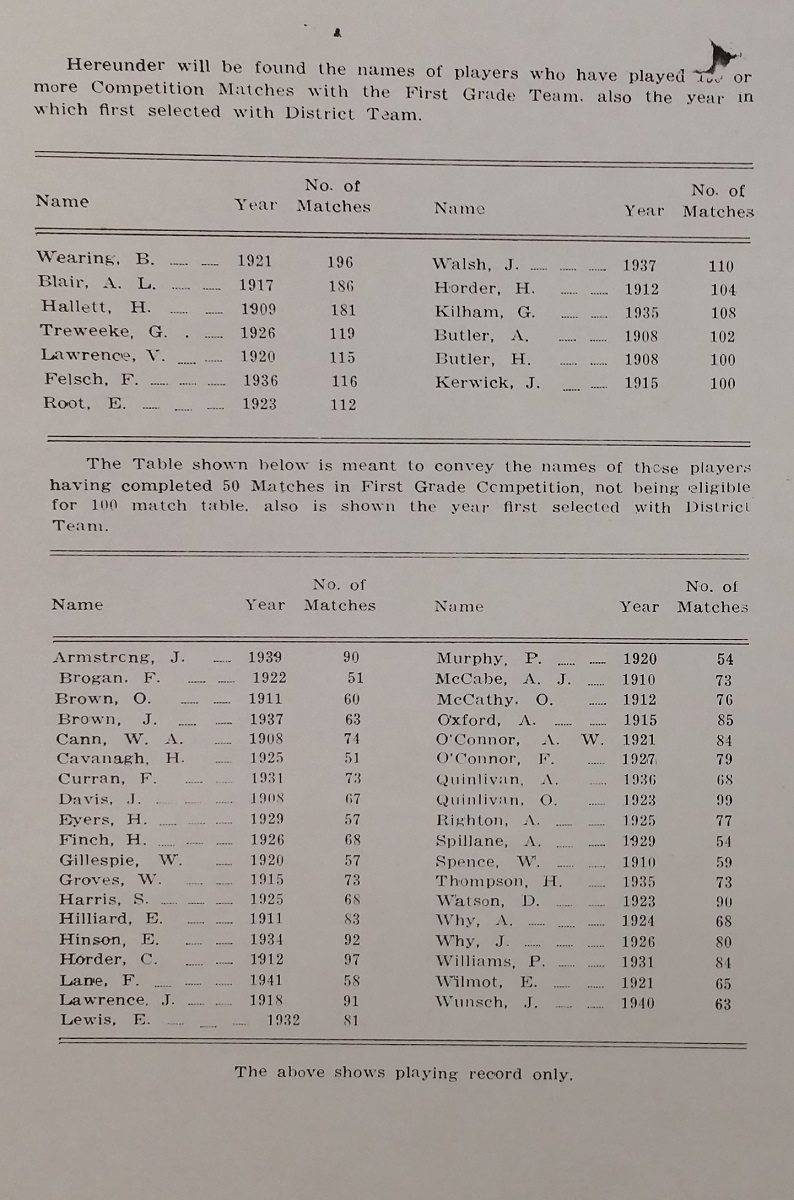 Hereunder will be found the names of players who have played or
more Competition Matches with the First Grade Team. also the year in
which first selected with District Team.
Name Year No. of Matches Name Year No. of Matches
Wearing, B. 1921 196 Walsh, J. 1937 110
Blair, A. L. 1917 186 Horder, H. 1912 104
Hallett, H. 1909 181 Kilham, G. 1935 108
Treweeke, G. 1926 119 Butler, A. 1908 102
Lawrence, V. 1920 115 Butler, H. 1908 100
Felsch, F. 1936 116 Kerwick, J. 1915 100
Root, E. 1923 112
The Table shown below is meant to convey the names of those players
having completed 50 Matches in First Grade Competition, not being eligible
for 100 match table. also is shown the year first selected with District
Team.
Name Year No. of Matches Name Year No. of Matches
Armstrong, J. 1939 90 Murphy, P. 1920 54
Brogan. F. 1922 51 McCabe, A. J. 1910 73
Brown, O. 1911 60 McCathy. O. 1912 76
Brown, J. 1937 63 Oxford, A. 1915 85
Cann, W. A. 1908 74 O'Connor, A. W. 1921 84
Cavanagh, H. 1925 51 O'Connor, F. 1927 79
Curran, F. 1931 73 Quinlivan, A. 1936 68
Davis, J. 1908 67 Quinlivan, O. 1923 99
Eyers, H. 1929 57 Righton, A. 1925 77
Finch, H. 1926 68 Spillane, A. 1929 54
Gillespie, W. 1920 57 Spence, W. 1910 59
Groves, W. 1915 73 Thompson, H. 1935 73
Harris, S. 1925 68 Watson, D. 1923 90
Hilliard, E. 1911 83 Why, A. 1924 68
Hinson, E. 1934 92 Why, J. 1926 80
Horder, C. 1912 97 Williams, P. 1931 84
Lane, F. 1941 58 Wilmot, E. 1921 65
Lawrence, J. 1918 91 Wunsch, J. 1940 63
Lewis, E. 1932 81
The above shows playing record only.